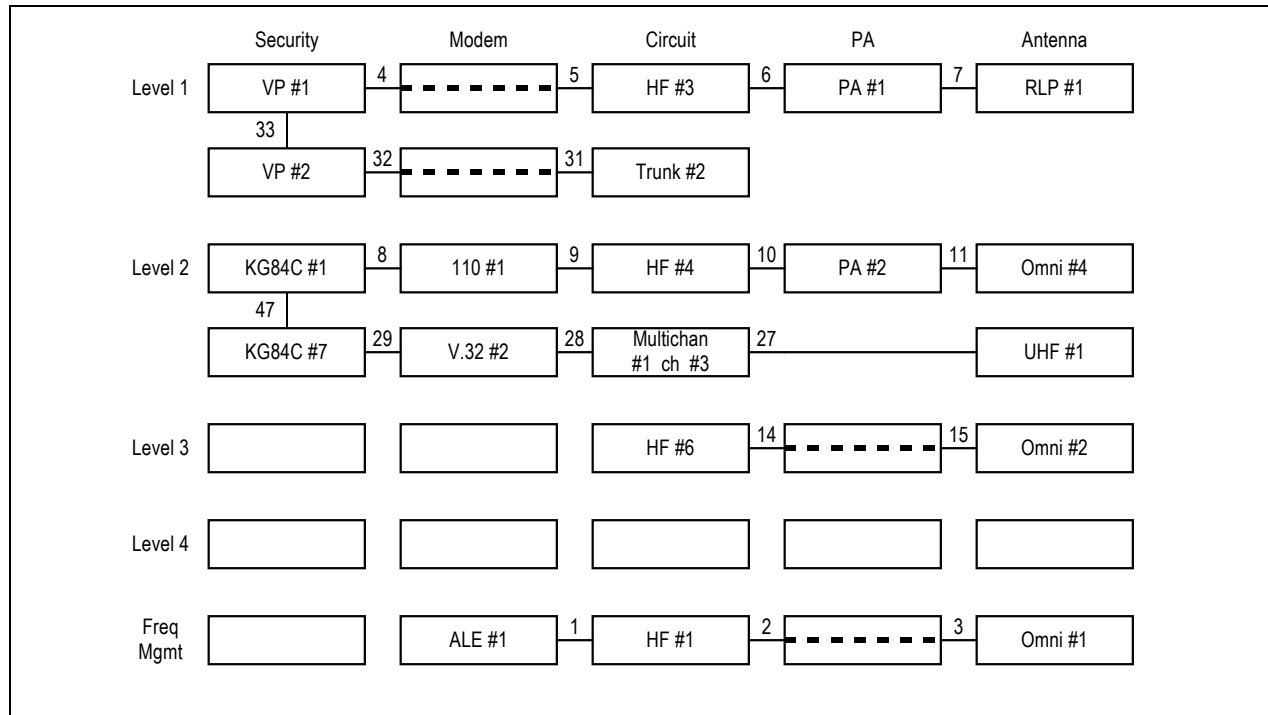 Security Modem Circuit PA Antenna
Level 1 VP #1 4 5 HF #3 6 PA #1 7 RLP #1
33
VP #2 32 31 Trunk #2
Level 2 KG84C #1 8 110 #1 9 HF #4 10 PA #2 11 Omni #4
47
KG84C #7 29 V.32 #2 28 Multichan 27 UHF #1
#1 ch #3
Level 3 HF #6 14 15 Omni #2
Level 4
Freq
Mgmt ALE #1 1 HF #1 2 3 Omni #1